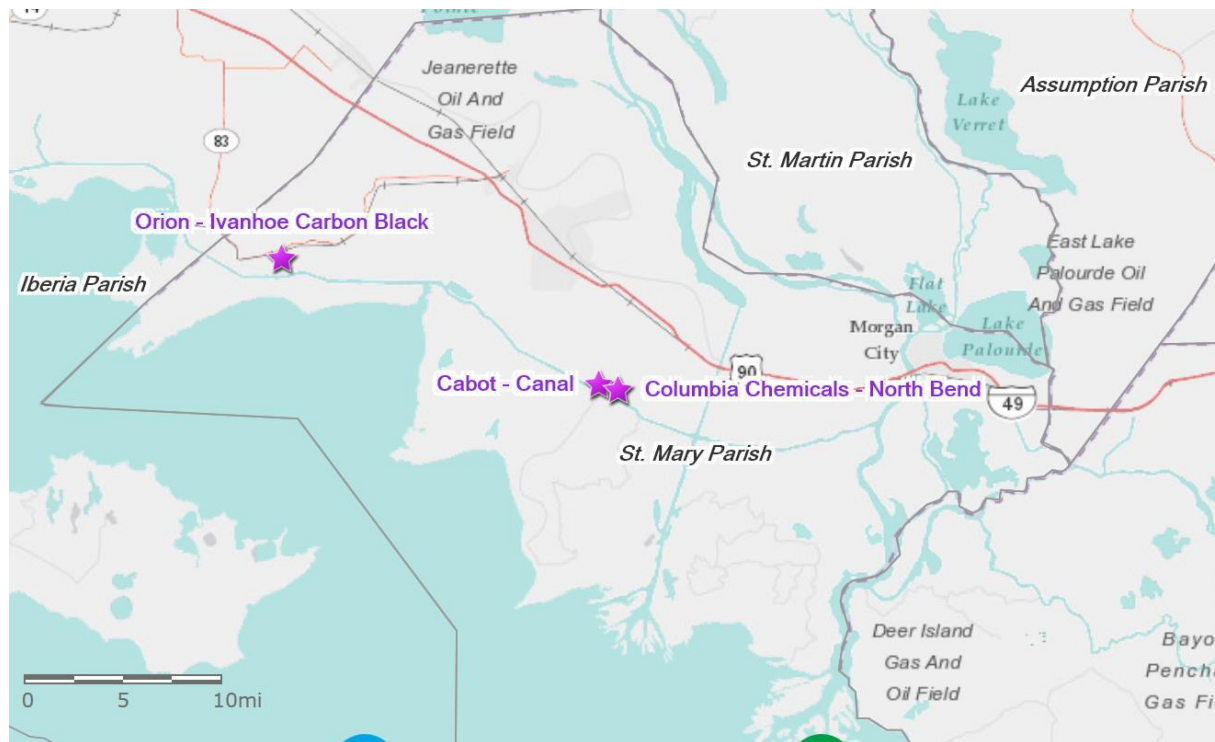 Jeanerette
Oil And
Gas Field
Assumption Parish
Lake
Verret
83
St. Martin Parish
Orion - Ivanhoe Carbon Black
East Lake
Palourde Oil
And Gas Field
Iberia Parish
Flat
Lake
Morgan
City
Lake
Palourde
90
Cabot - Canal
Columbia Chemicals - North Bend
49
St. Mary Parish
Deer Island
Gas And
Oil Field
Bayo
Pencha
Gas Fi
0 5 10mi